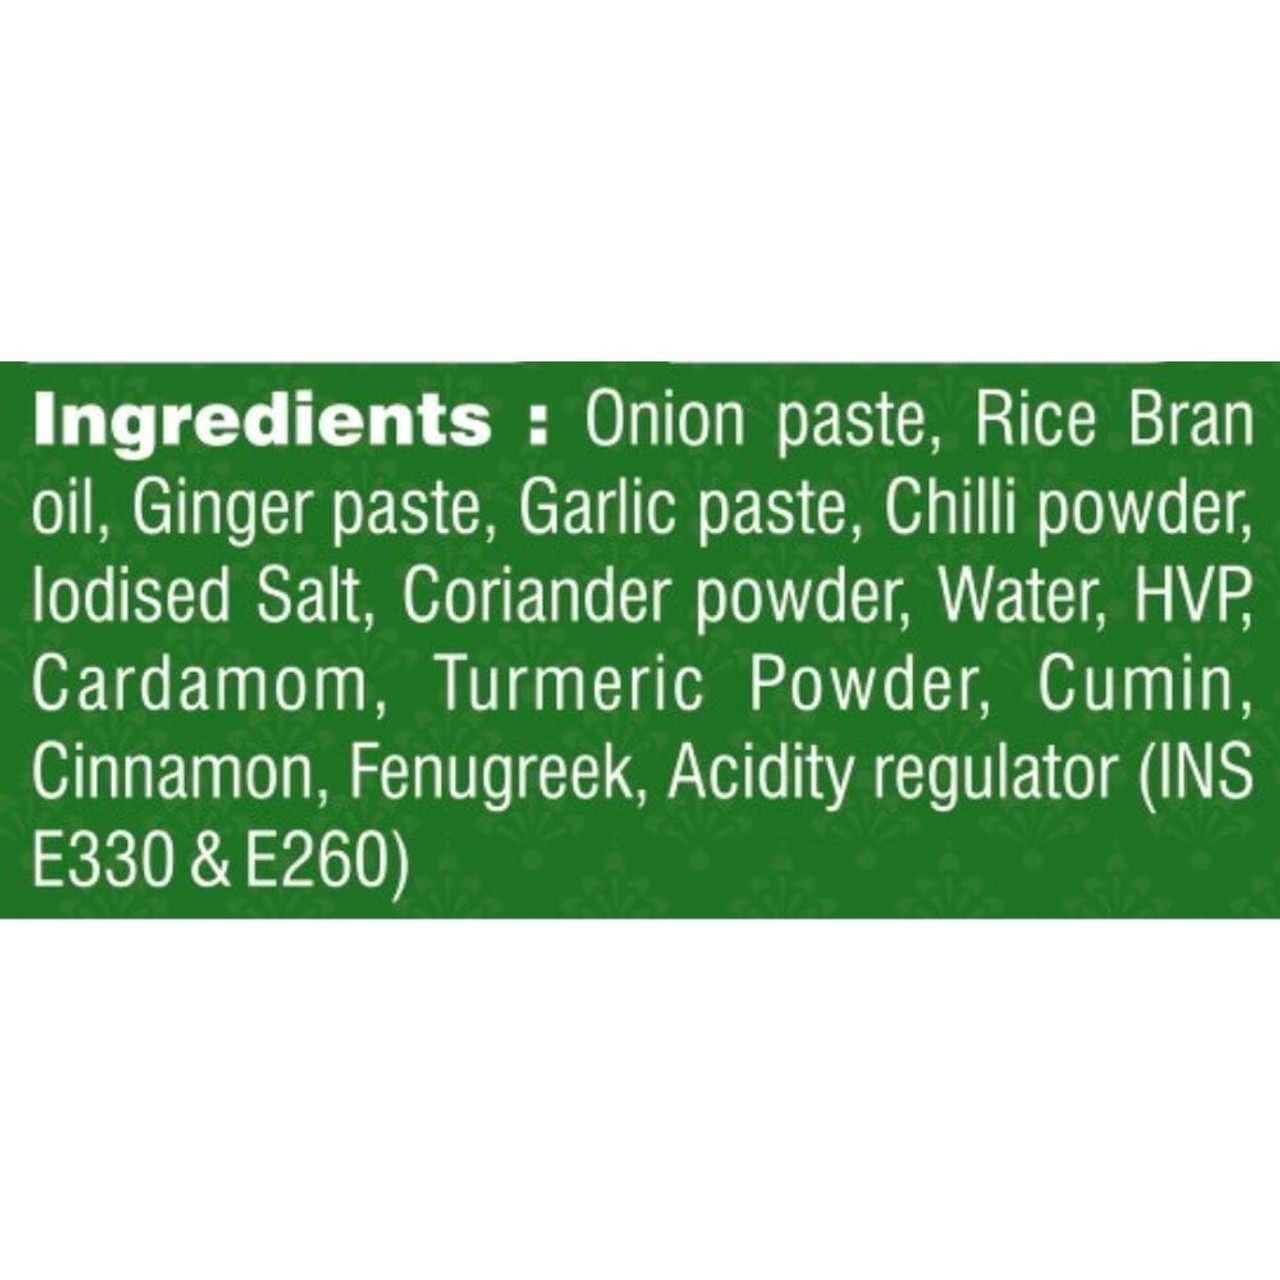 Ingredients : Onion paste, Rice Bran
oil, Ginger paste, Garlic paste, Chilli powder,
Iodised Salt, Coriander powder, Water, HVP,
Cardamom, Turmeric Powder, Cumin,
Cinnamon, Fenugreek, Acidity regulator (INS
E330 & E260)